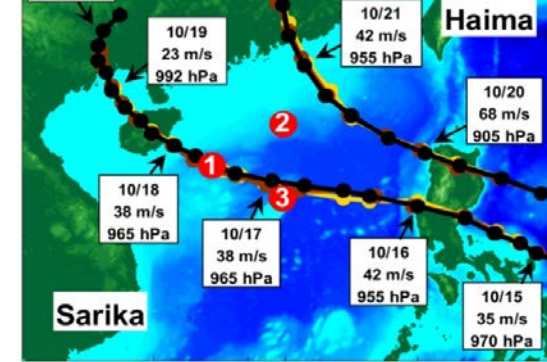 10/19
23 m/s
992 hPa
10/21
42 m/s
955 hPa
Haima
10/20
68 m/s
905 hPa
2
1
3
10/18
38 m/s
965 hPa
10/17
38 m/s
965 hPa
10/16
42 m/s
955 hPa
10/15
35 m/s
970 hPa
Sarika